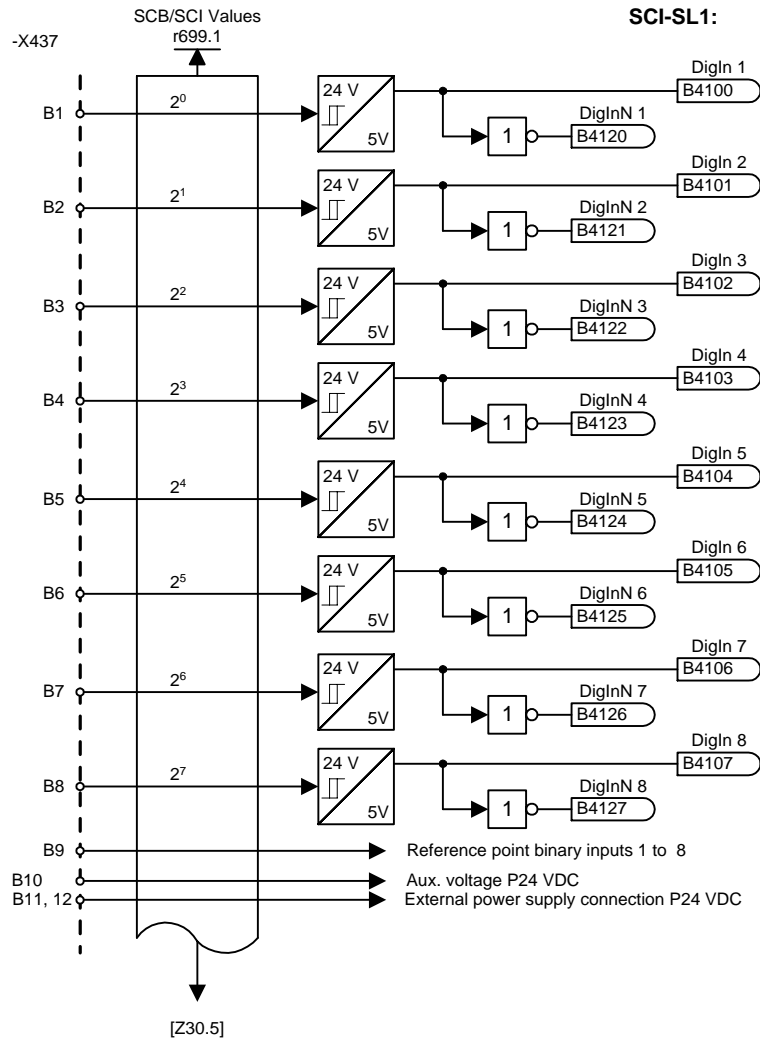 SCB/SCI Values
SCI-SL1:
r699.1
-X437
DigIn 1
B1
2⁰
24 V
5V
B4100
DigInN 1
1
B4120
DigIn 2
B2
2¹
24 V
5V
B4101
DigInN 2
1
B4121
DigIn 3
B3
2²
24 V
5V
B4102
DigInN 3
1
B4122
DigIn 4
B4
2³
24 V
5V
B4103
DigInN 4
1
B4123
DigIn 5
B5
2⁴
24 V
5V
B4104
DigInN 5
1
B4124
DigIn 6
B6
2⁵
24 V
5V
B4105
DigInN 6
1
B4125
DigIn 7
B7
2⁶
24 V
5V
B4106
DigInN 7
1
B4126
DigIn 8
B8
2⁷
24 V
5V
B4107
DigInN 8
1
B4127
B9 Reference point binary inputs 1 to 8
B10 Aux. voltage P24 VDC
B11, 12 External power supply connection P24 VDC
[Z30.5]